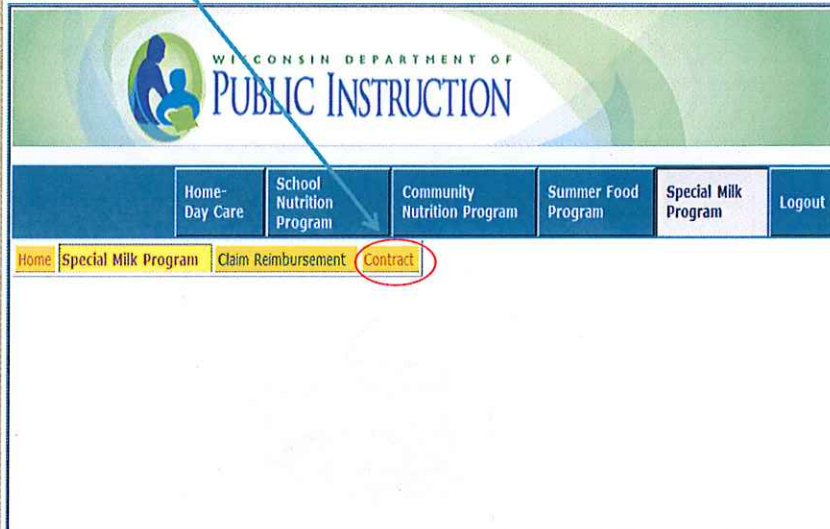 WISCONSIN DEPARTMENT OF
PUBLIC INSTRUCTION
Home-
Day Care
School
Nutrition
Program
Community
Nutrition Program
Summer Food
Program
Special Milk
Program
Logout
Home Special Milk Program Claim Reimbursement Contract